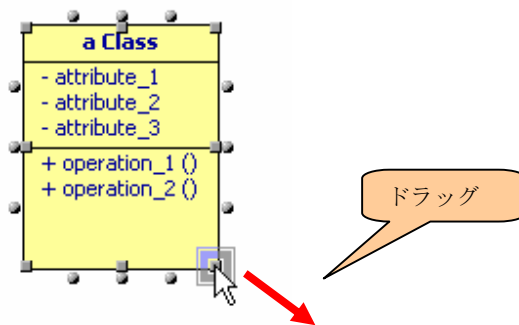 a Class
- attribute_1
- attribute_2
- attribute_3
+ operation_1 ()
+ operation_2 ()
ドラッグ